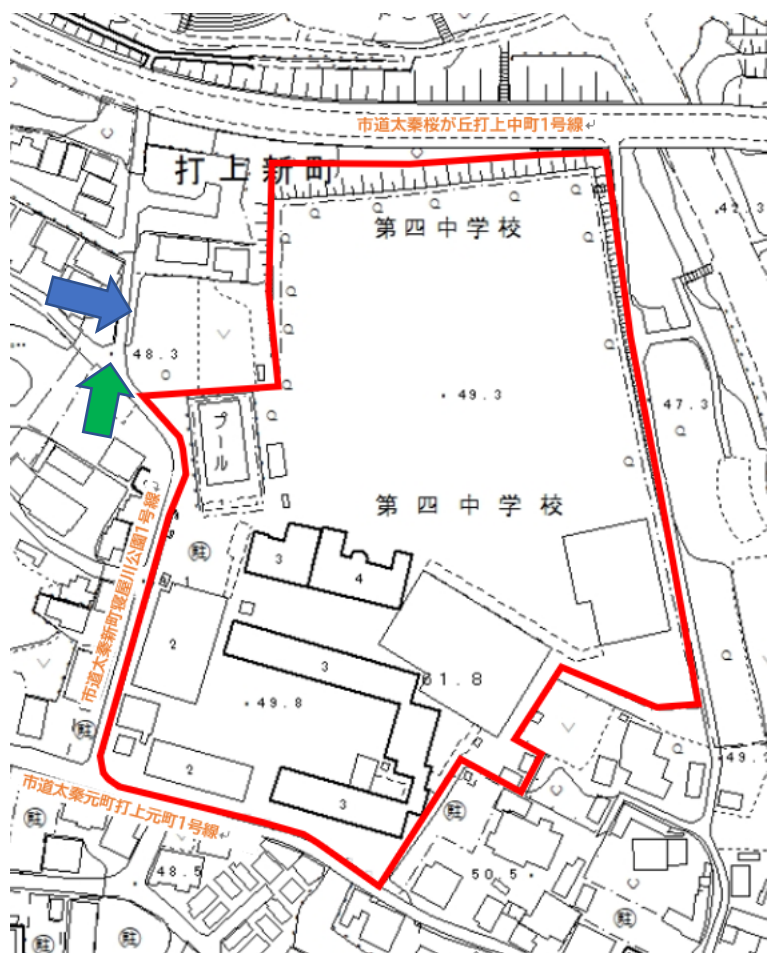 市道太秦桜が丘打上中町1号線
打上新町
第四中学校
42.3
48.3
49.3
47.3
プール
第四中学校
市道太秦新町寝屋川公園1号線
3
4
1
2
3
61.8
49.8
49.
2
3
市道太秦元町打上元町1号線
48.5
50.5